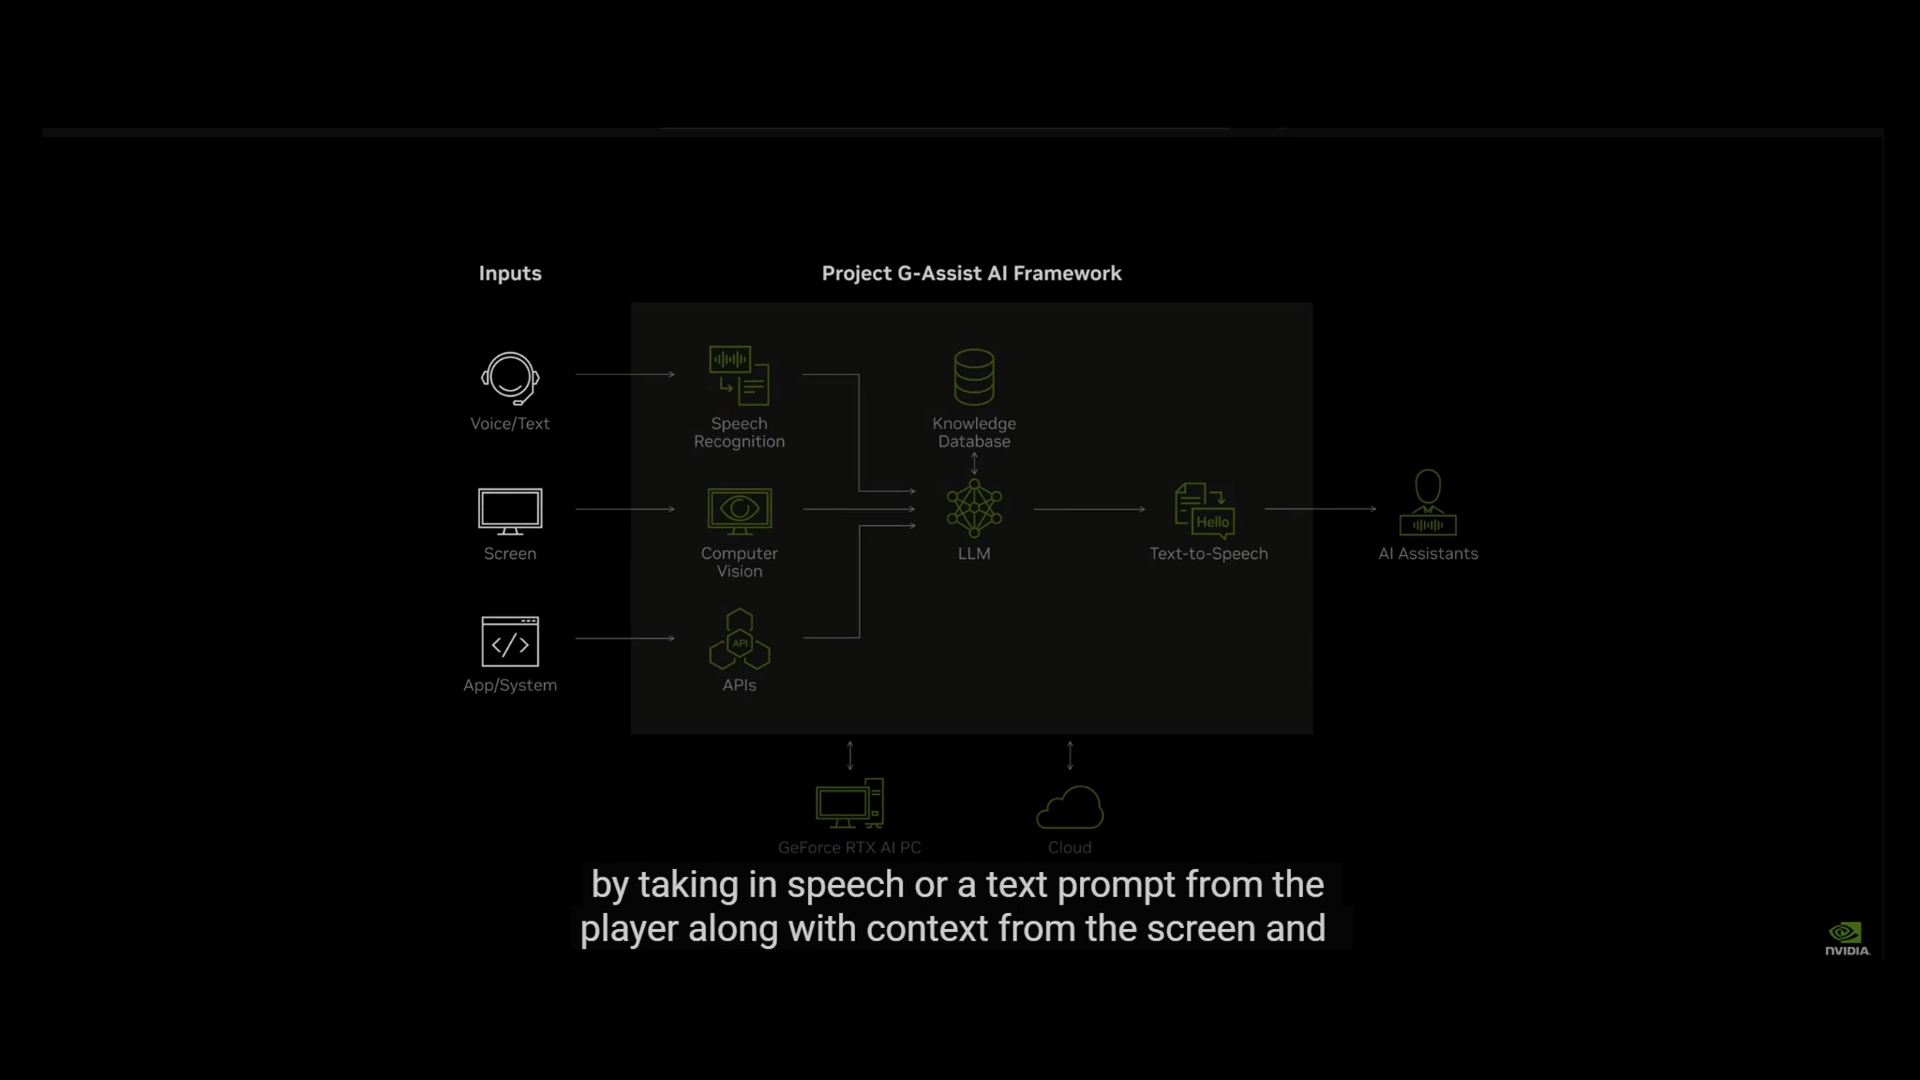 Inputs
Project G-Assist AI Framework
Voice/Text
Speech
Recognition
Knowledge
Database
Screen
Computer
Vision
LLM
Hello
Text-to-Speech
AI Assistants
App/System
API
APIs
GeForce RTX AI PC
Cloud
by taking in speech or a text prompt from the
player along with context from the screen and
NVIDIA